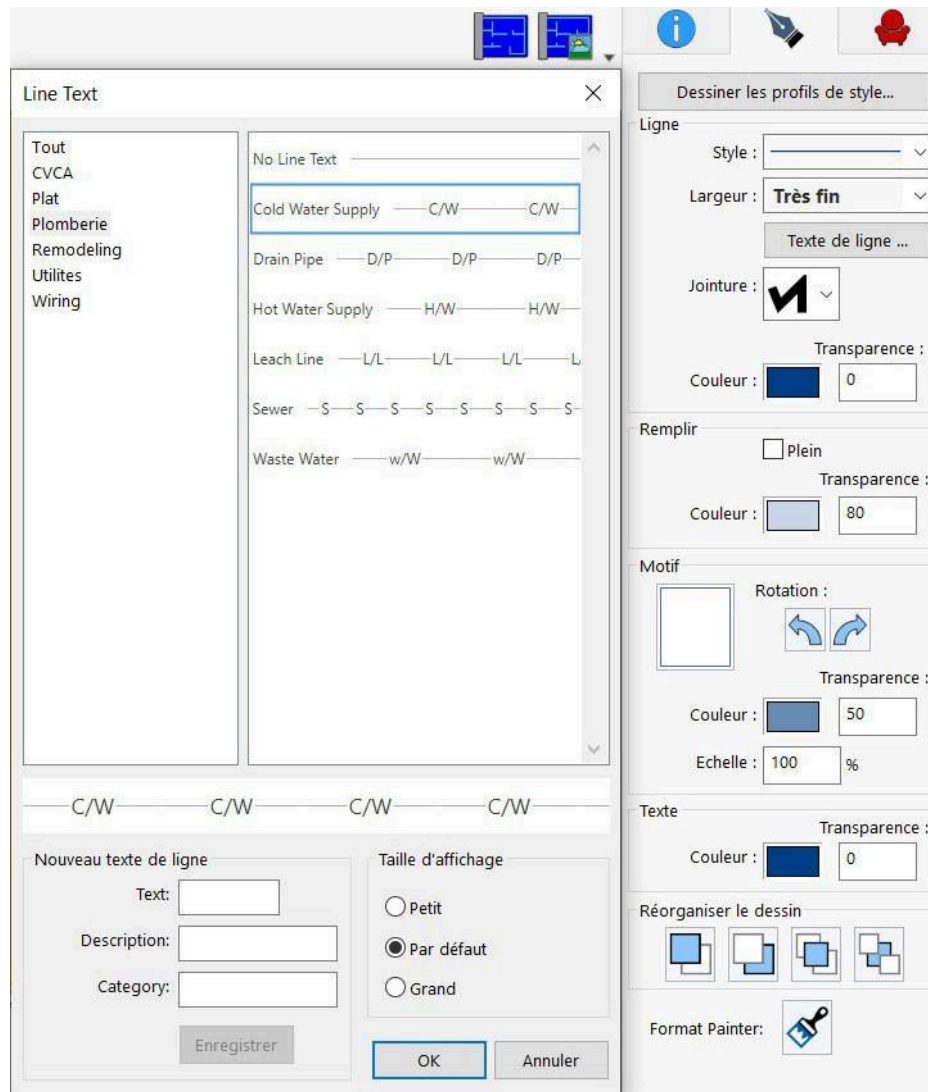 Line Text
Tout
CVCA
Plat
Plomberie
Remodeling
Utilites
Wiring
No Line Text
Cold Water Supply C/W C/W
Drain Pipe D/P D/P D/P
Hot Water Supply H/W H/W
Leach Line L/L L/L L/L L/
Sewer S S S S S S S S
Waste Water w/W w/W
C/W C/W C/W C/W
Nouveau texte de ligne
Text:
Description:
Category:
Enregistrer
Taille d'affichage
Petit
Par défaut
Grand
OK
Annuler
Dessiner les profils de style...
Ligne
Style :
Largeur : Très fin
Texte de ligne ...
Jointure :
Transparence :
Couleur : 0
Remplir
Plein
Transparence :
Couleur : 80
Motif
Rotation :
Transparence :
Couleur : 50
Echelle : 100 %
Texte
Transparence :
Couleur : 0
Réorganiser le dessin
Format Painter: